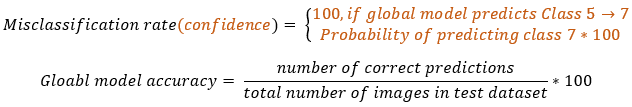 Misclassification rate(confidence) = { 100, if global model predicts Class 5 → 7
Probability of predicting class 7 * 100
Gloabl model accuracy = number of correct predictions / total number of images in test dataset * 100